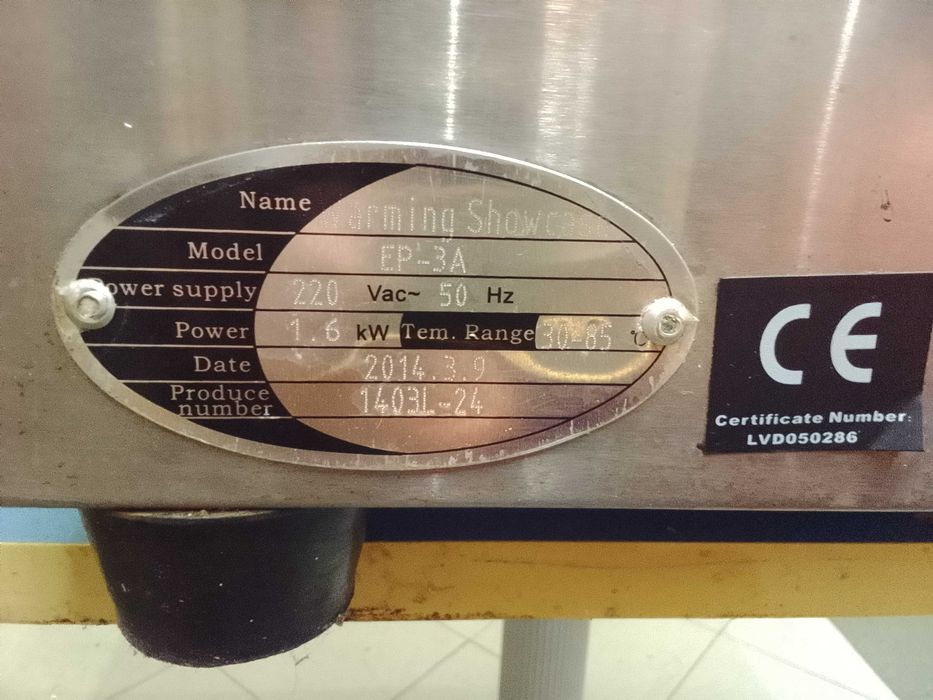 Name Warming Showcase
Model EP-3A
Power supply 220 Vac~ 50 Hz
Power 1.6 kW Tem. Range 30-85 ℃
Date 2014.3.9
Produce number 1403L-24
CE
Certificate Number:
LVD050286